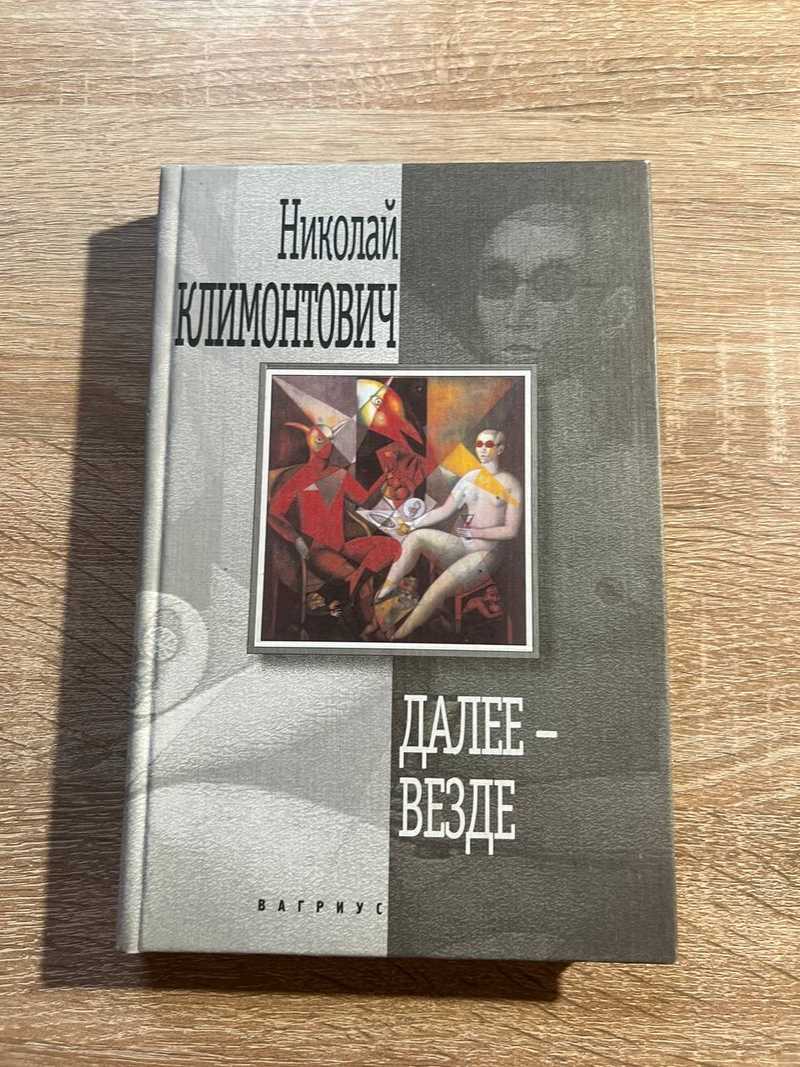 Николай
КЛИМОНТОВИЧ
ДАЛЕЕ –
ВЕЗДЕ
ВАГРИУС